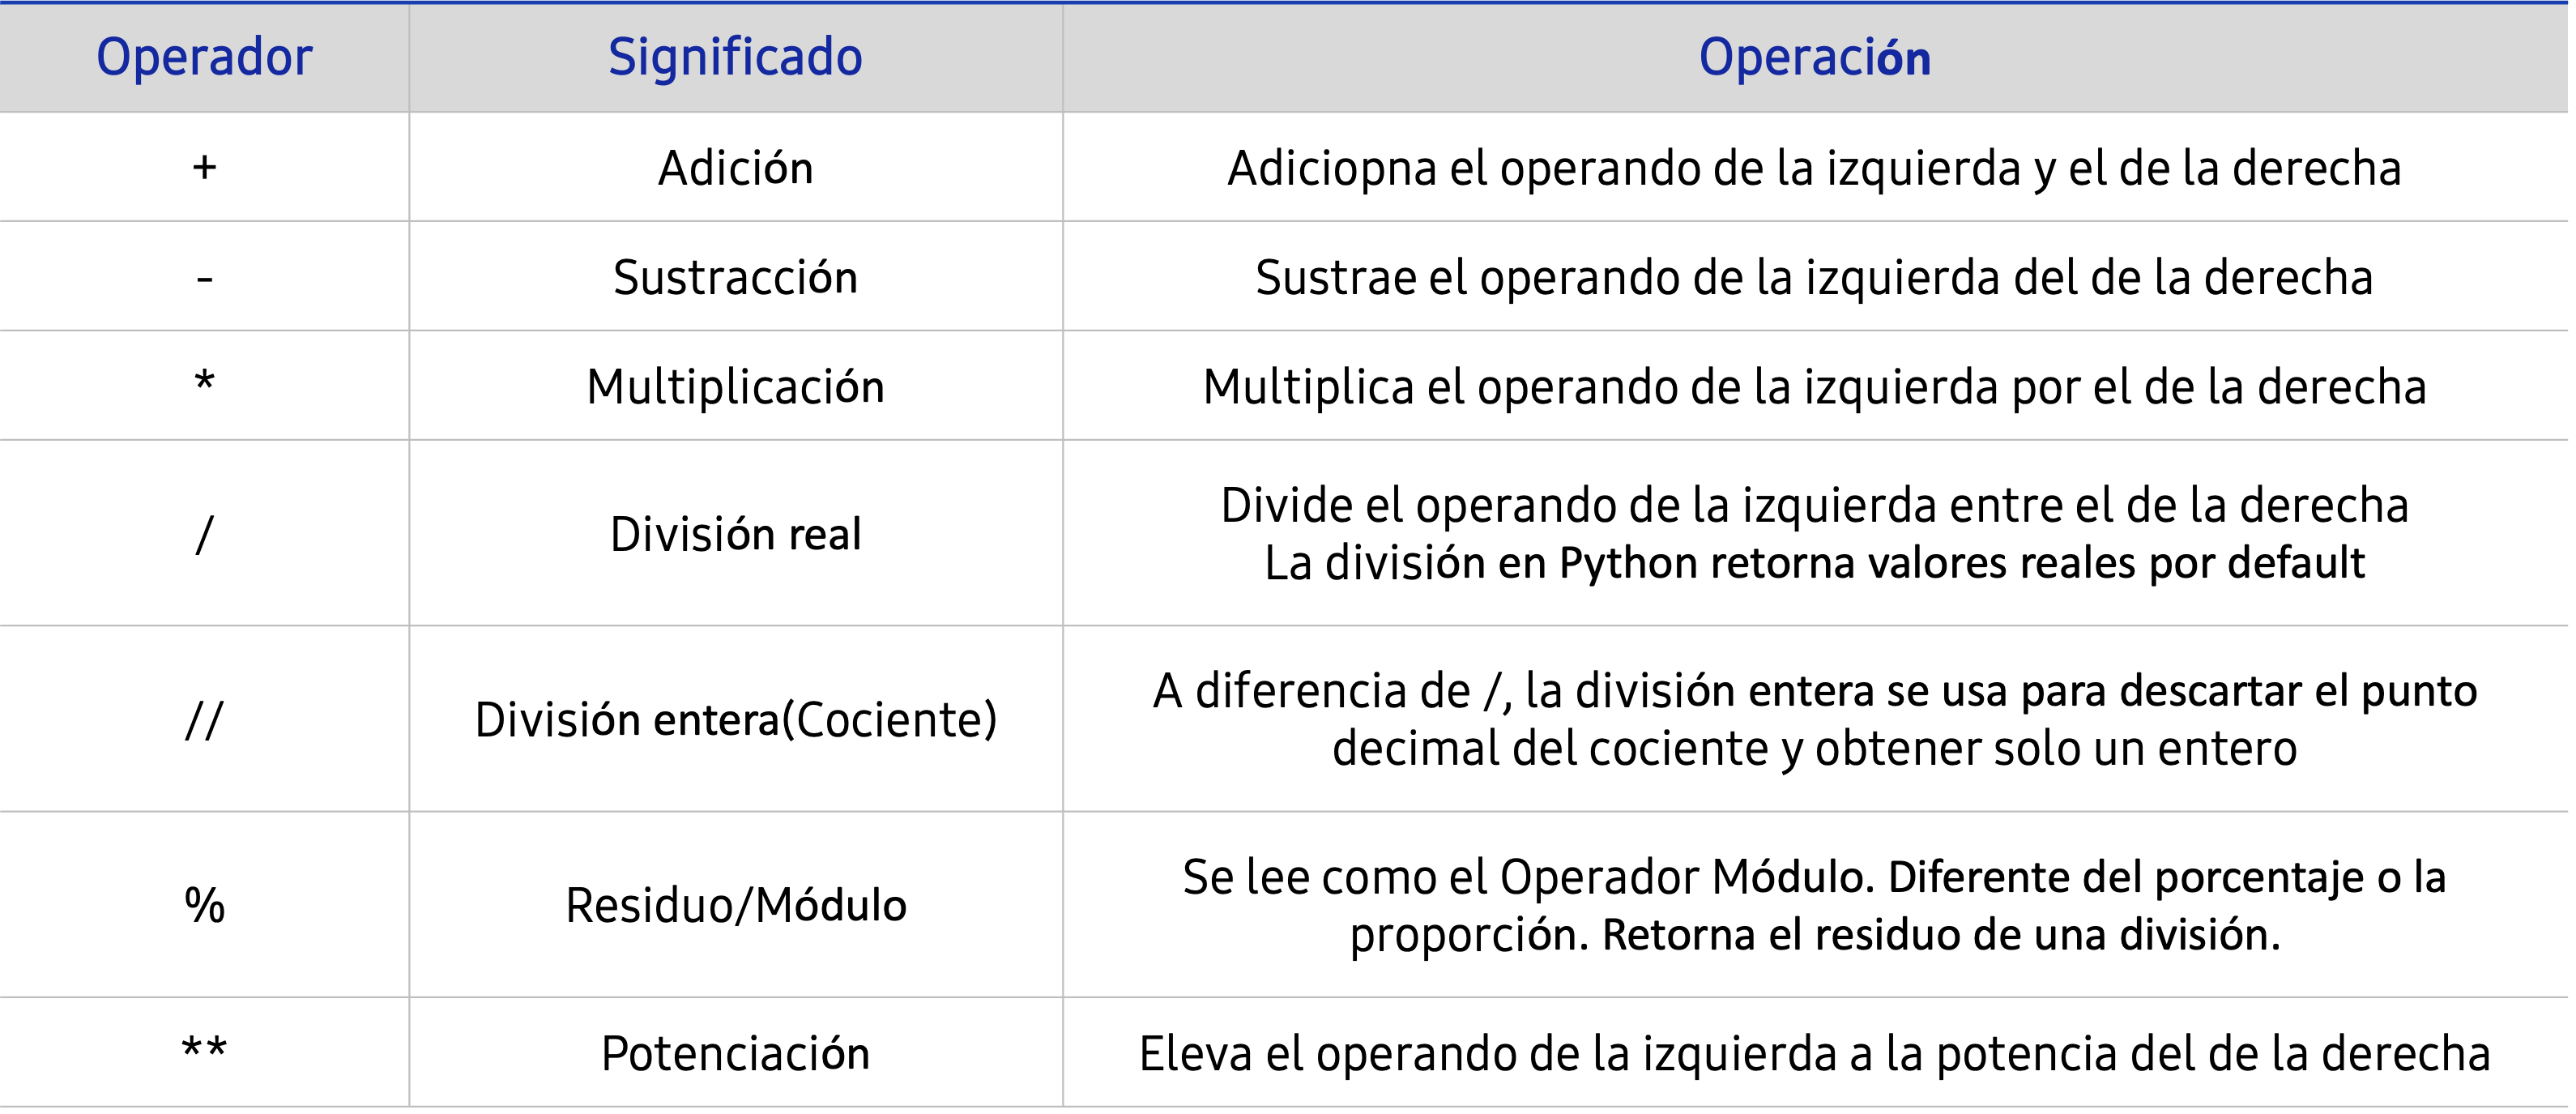 Operador Significado Operación
+ Adición Adiciopna el operando de la izquierda y el de la derecha
- Sustracción Sustrae el operando de la izquierda del de la derecha
* Multiplicación Multiplica el operando de la izquierda por el de la derecha
/ División real Divide el operando de la izquierda entre el de la derecha
La división en Python retorna valores reales por default
// División entera(Cociente) A diferencia de /, la división entera se usa para descartar el punto
decimal del cociente y obtener solo un entero
% Residuo/Módulo Se lee como el Operador Módulo. Diferente del porcentaje o la
proporción. Retorna el residuo de una división.
** Potenciación Eleva el operando de la izquierda a la potencia del de la derecha